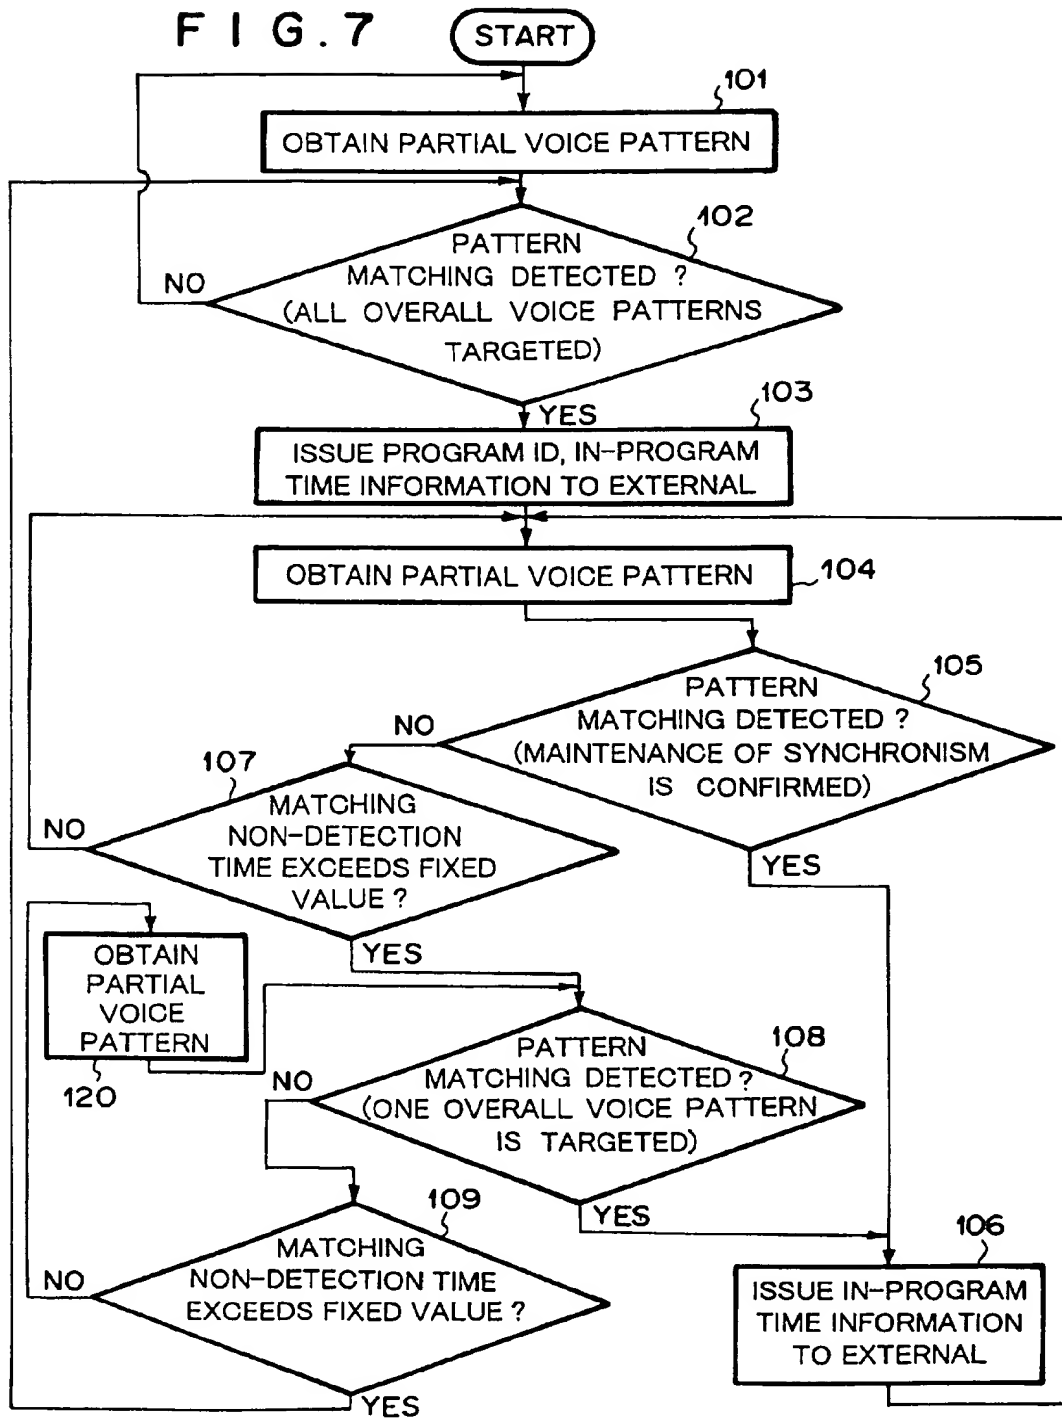 FIG.7
START
101
OBTAIN PARTIAL VOICE PATTERN
102
PATTERN
MATCHING DETECTED ?
(ALL OVERALL VOICE PATTERNS
TARGETED)
NO
YES
103
ISSUE PROGRAM ID, IN-PROGRAM
TIME INFORMATION TO EXTERNAL
OBTAIN PARTIAL VOICE PATTERN
104
105
PATTERN
MATCHING DETECTED ?
(MAINTENANCE OF SYNCHRONISM
IS CONFIRMED)
NO
YES
107
MATCHING
NON-DETECTION
TIME EXCEEDS FIXED
VALUE ?
NO
YES
OBTAIN
PARTIAL
VOICE
PATTERN
120
108
PATTERN
MATCHING DETECTED ?
(ONE OVERALL VOICE PATTERN
IS TARGETED)
NO
YES
109
MATCHING
NON-DETECTION TIME
EXCEEDS FIXED VALUE ?
NO
YES
106
ISSUE IN-PROGRAM
TIME INFORMATION
TO EXTERNAL